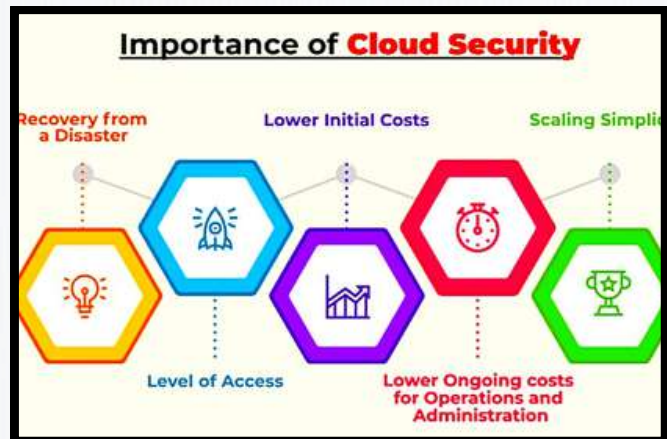 Importance of Cloud Security
Recovery from
a Disaster
Lower Initial Costs
Scaling
Level of Access
Lower Ongoing costs
for Operations and
Administration